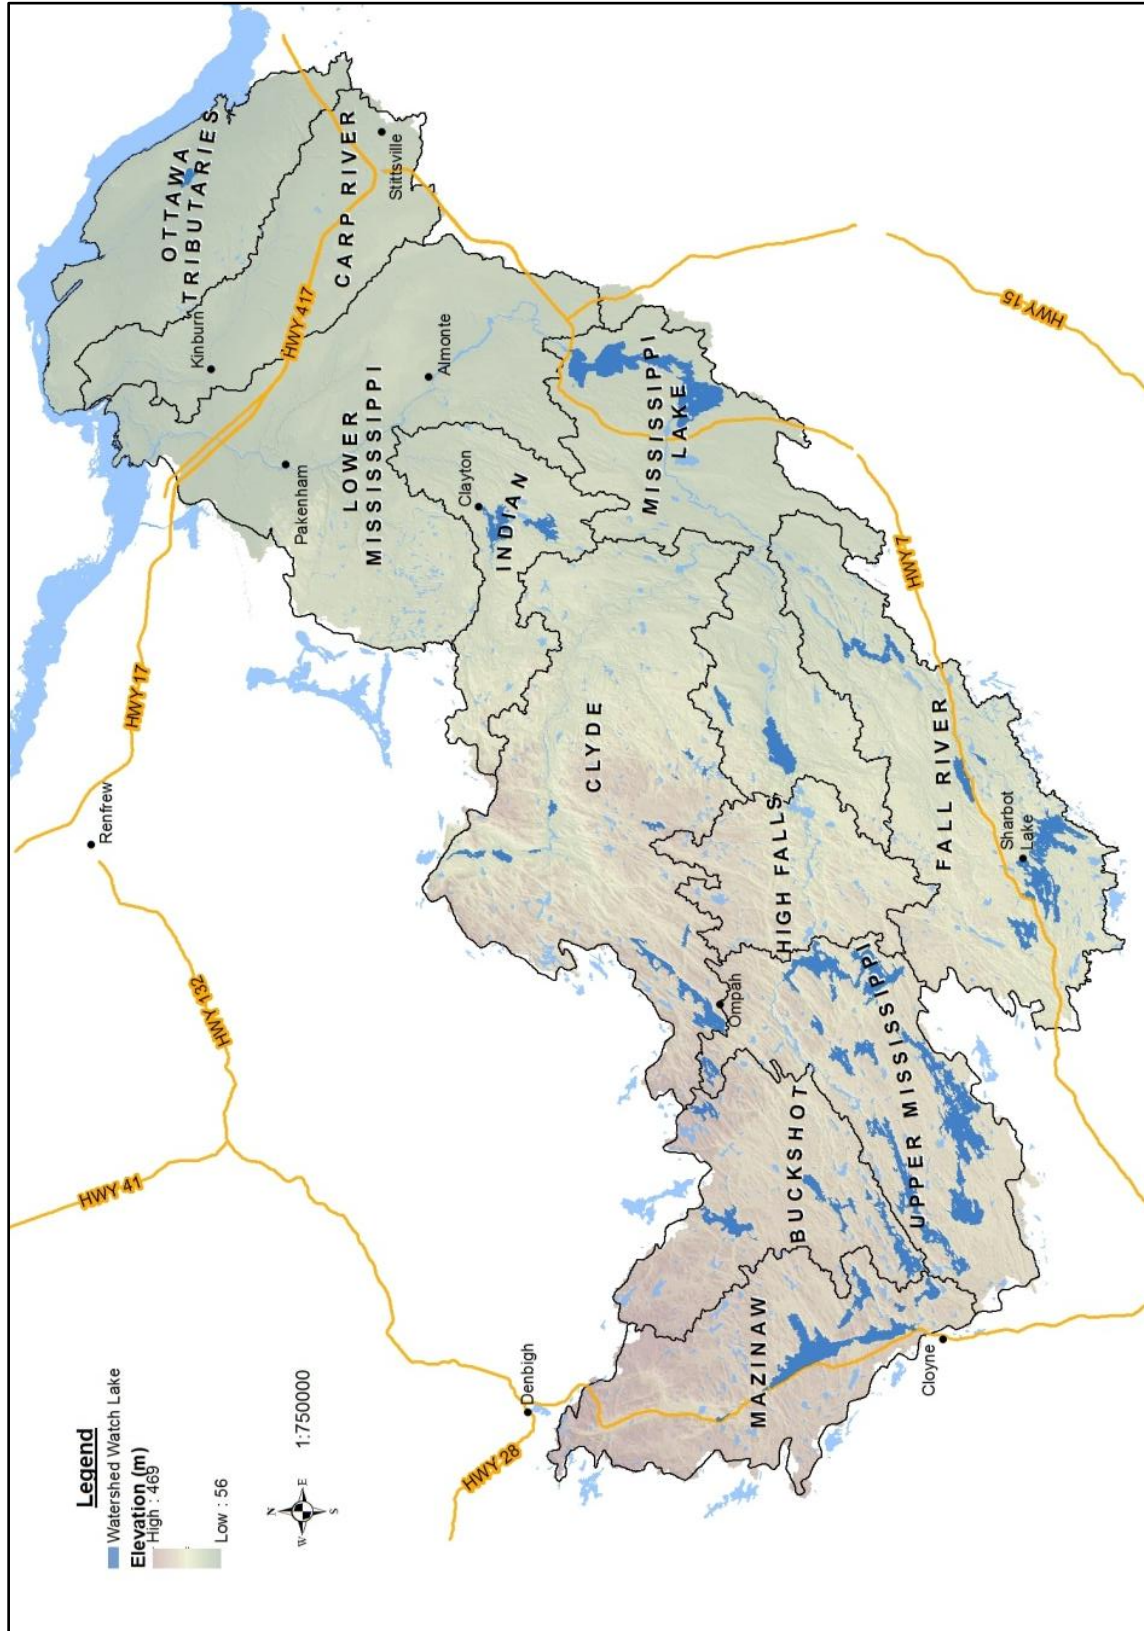 Legend
Watershed Watch Lake
Elevation (m)
High : 469
Low : 56
N
W E
S
1:750000
HWY 28
Denbigh
HWY 41
HWY 132
Renfrew
HWY 17
MAZINAW
Cloyne
BUCKSHOT
UPPER MISSISSIPPI
Ompah
HIGH FALLS
CLYDE
FALL RIVER
Sharbot
Lake
HWY 7
INDIAN
Clayton
LOWER
MISSISSIPPI
Pakenham
Almonte
MISSISSIPPI
LAKE
HWY 417
Kinburn
OTTAWA
TRIBUTARIES
CARP RIVER
Stittsville
HWY 15